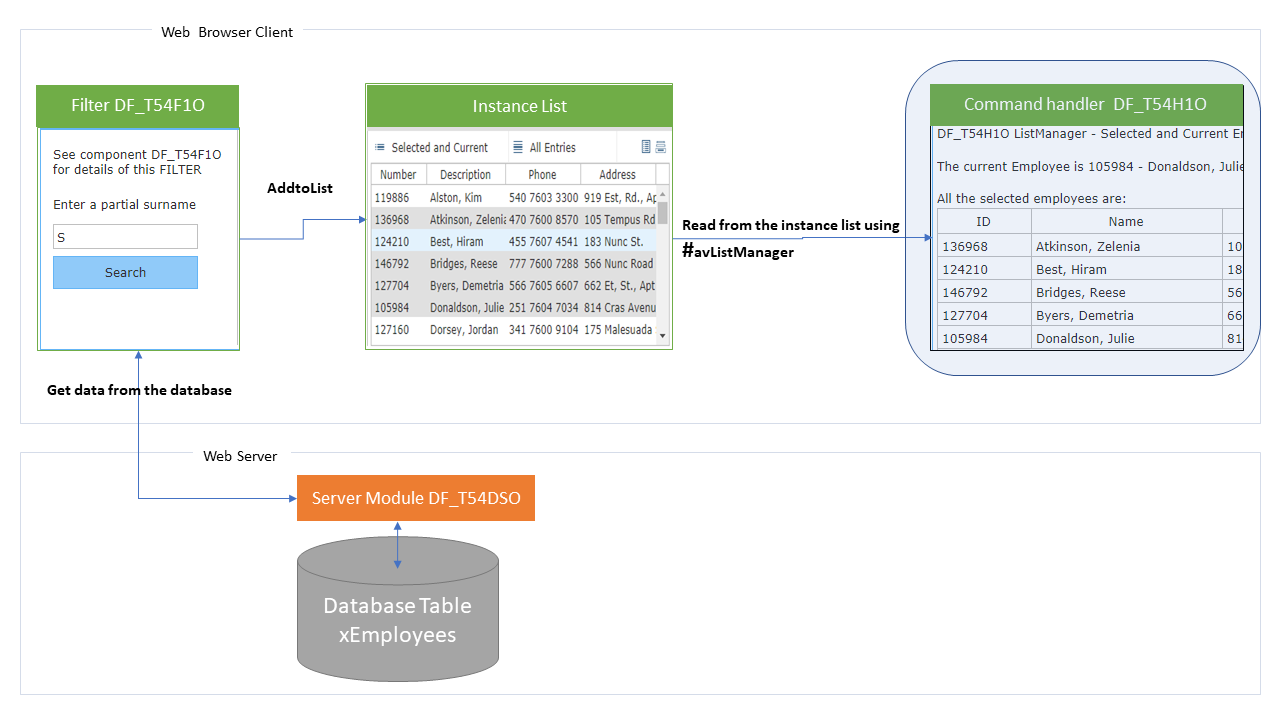 Web Browser Client
Filter DF_T54F1O
See component DF_T54F1O
for details of this FILTER
Enter a partial surname
S
Search
AddtoList
Instance List
Selected and Current All Entries
Number Description Phone Address
119886 Alston, Kim 540 7603 3300 919 Est, Rd., Ap
136968 Atkinson, Zelenia 470 7600 8570 105 Tempus Rd
124210 Best, Hiram 455 7607 4541 183 Nunc St.
146792 Bridges, Reese 777 7600 7288 566 Nunc Road
127704 Byers, Demetria 566 7605 6607 662 Et, St., Apt
105984 Donaldson, Julie 251 7604 7034 814 Cras Avenu
127160 Dorsey, Jordan 341 7600 9104 175 Malesuada
Read from the instance list using
#avListManager
Command handler DF_T54H1O
DF_T54H1O ListManager - Selected and Current En
The current Employee is 105984 - Donaldson, Julie
All the selected employees are:
ID Name
136968 Atkinson, Zelenia 10
124210 Best, Hiram 18
146792 Bridges, Reese 56
127704 Byers, Demetria 66
105984 Donaldson, Julie 81
Get data from the database
Web Server
Server Module DF_T54DSO
Database Table
xEmployees